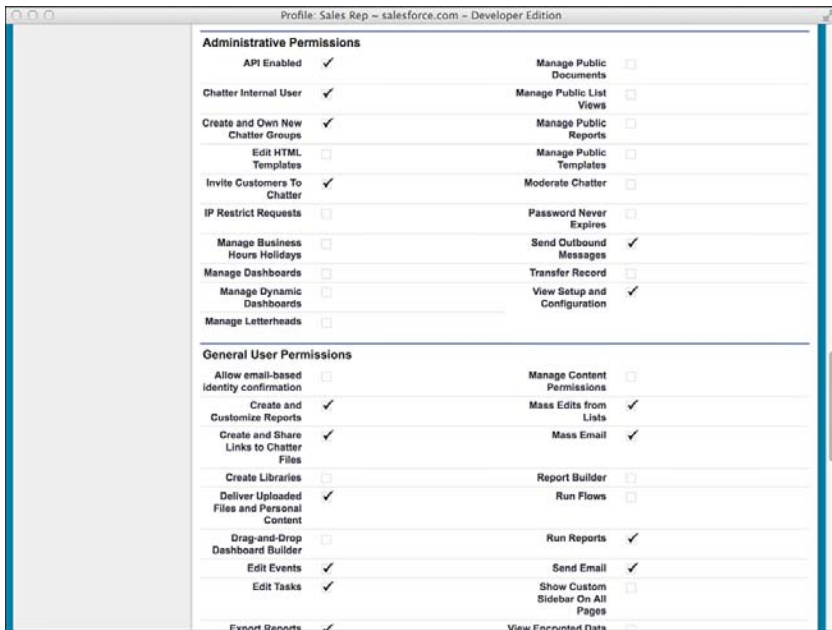 Profile: Sales Rep ~ salesforce.com – Developer Edition
Administrative Permissions
API Enabled
Manage Public
Documents
Chatter Internal User
Manage Public List
Views
Create and Own New
Chatter Groups
Manage Public
Reports
Edit HTML
Templates
Manage Public
Templates
Invite Customers To
Chatter
Moderate Chatter
IP Restrict Requests
Password Never
Expires
Manage Business
Hours Holidays
Send Outbound
Messages
Manage Dashboards
Transfer Record
Manage Dynamic
Dashboards
View Setup and
Configuration
Manage Letterheads
General User Permissions
Allow email-based
identity confirmation
Manage Content
Permissions
Create and
Customize Reports
Mass Edits from
Lists
Create and Share
Links to Chatter
Files
Mass Email
Create Libraries
Report Builder
Deliver Uploaded
Files and Personal
Content
Run Flows
Drag-and-Drop
Dashboard Builder
Run Reports
Edit Events
Send Email
Edit Tasks
Show Custom
Sidebar On All
Pages
Export Reports
View Encrypted Data